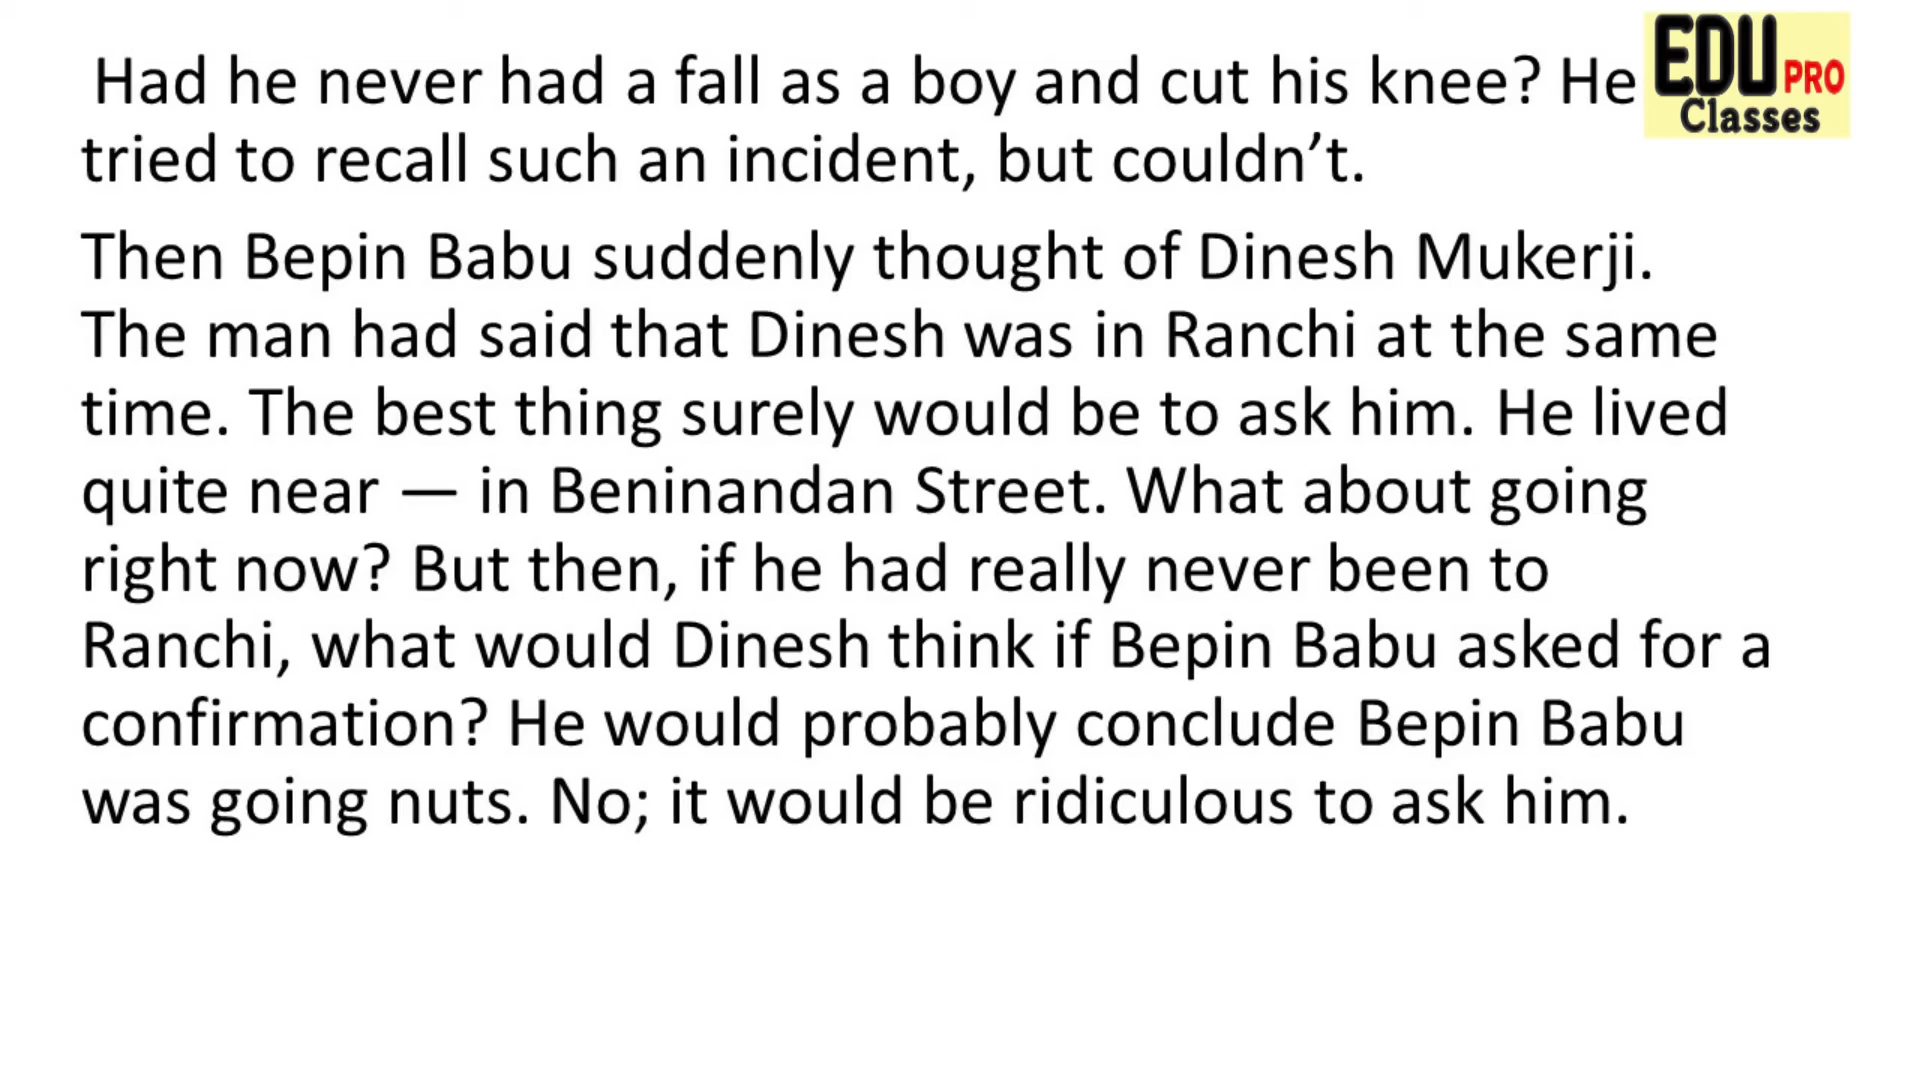 Had he never had a fall as a boy and cut his knee? He
tried to recall such an incident, but couldn’t.
Then Bepin Babu suddenly thought of Dinesh Mukerji.
The man had said that Dinesh was in Ranchi at the same
time. The best thing surely would be to ask him. He lived
quite near — in Beninandan Street. What about going
right now? But then, if he had really never been to
Ranchi, what would Dinesh think if Bepin Babu asked for a
confirmation? He would probably conclude Bepin Babu
was going nuts. No; it would be ridiculous to ask him.
EDU PRO
Classes